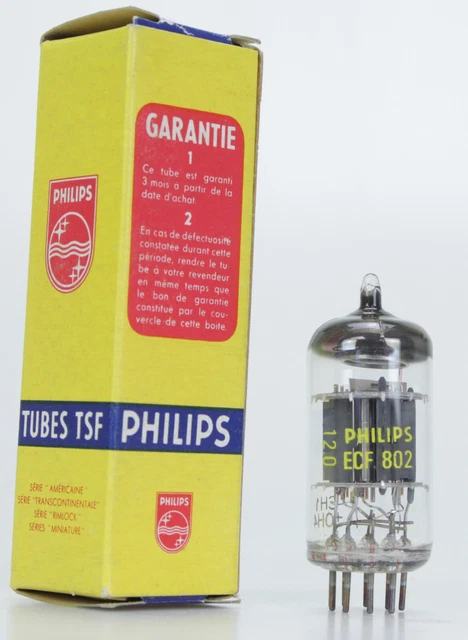 GARANTIE
1
Ce tube est garanti
3 mois a partir de la
date d'achat.
2
En cas de défectuosité
constatée durant cette
période, rendre le tu-
be à votre revendeur
en même temps que
le bon de garantie
constitué par le cou-
vercle de cette boîte.
PHILIPS
TUBES TSF
PHILIPS
SÉRIE "AMÉRICAINE"
SÉRIE "TRANSCONTINENTALE"
SÉRIE "RIMLOCK"
SÉRIES "MINIATURE"
PHILIPS
120
PHILIPS
ECF 802